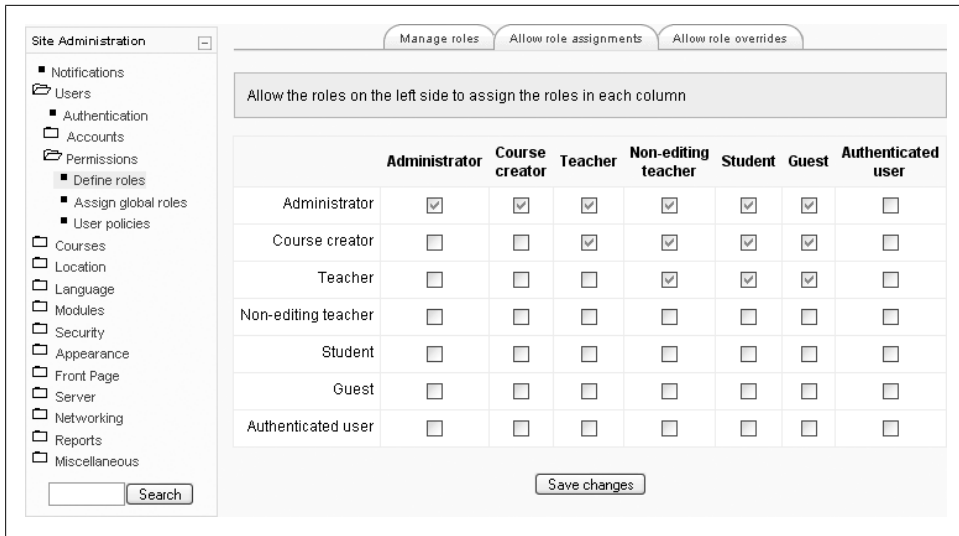 Site Administration
Notifications
Users
Authentication
Accounts
Permissions
Define roles
Assign global roles
User policies
Courses
Location
Language
Modules
Security
Appearance
Front Page
Server
Networking
Reports
Miscellaneous
Search
Manage roles
Allow role assignments
Allow role overrides
Allow the roles on the left side to assign the roles in each column
Administrator Course creator Teacher Non-editing teacher Student Guest Authenticated user
Administrator
Course creator
Teacher
Non-editing teacher
Student
Guest
Authenticated user
Save changes